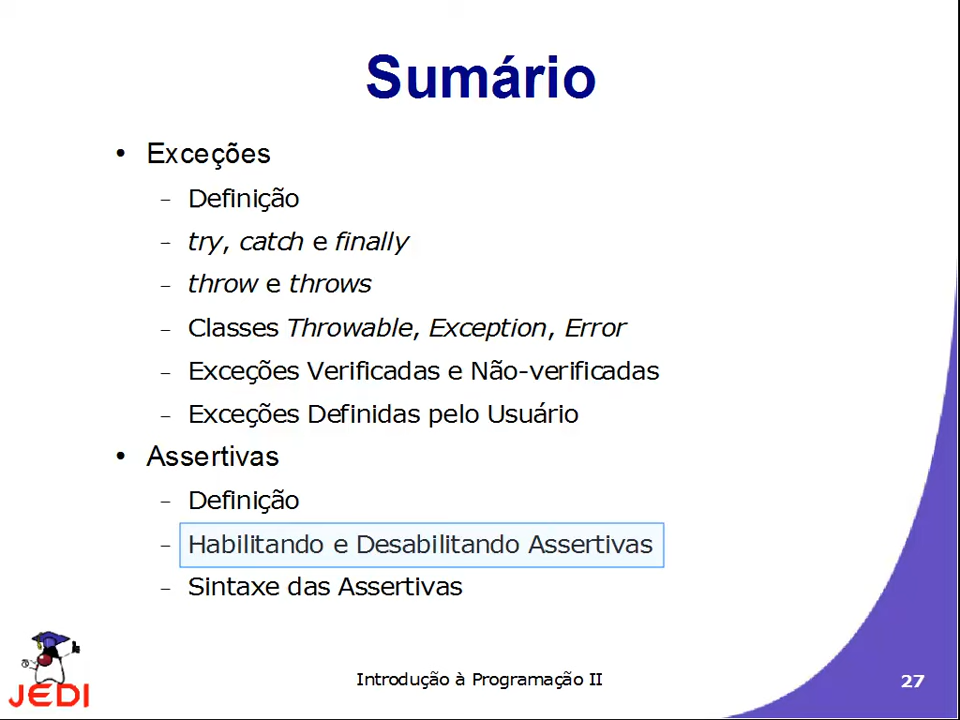 Sumário
• Exceções
– Definição
– try, catch e finally
– throw e throws
– Classes Throwable, Exception, Error
– Exceções Verificadas e Não-verificadas
– Exceções Definidas pelo Usuário
• Assertivas
– Definição
– Habilitando e Desabilitando Assertivas
– Sintaxe das Assertivas
JEDI
Introdução à Programação II
27